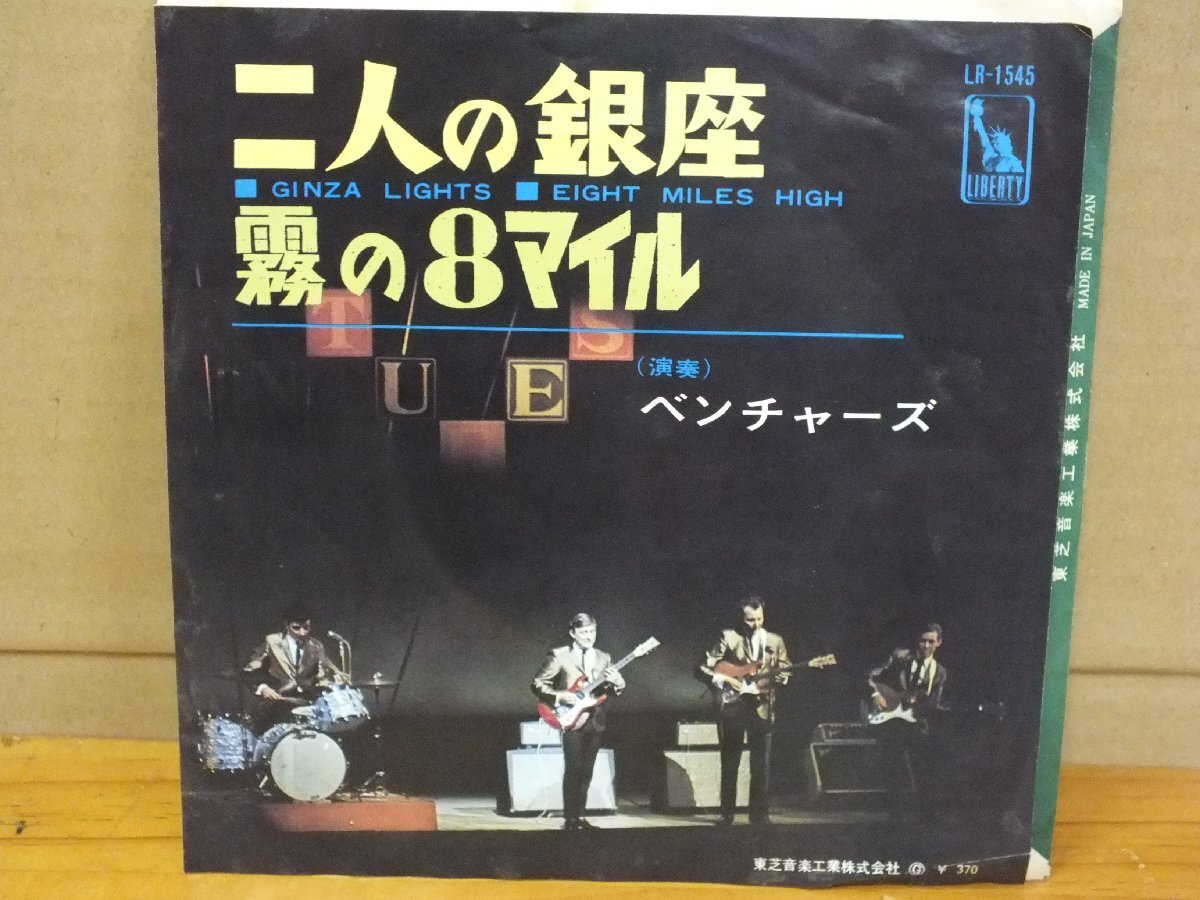 二人の銀座
■ GINZA LIGHTS ■ EIGHT MILES HIGH
霧の8マイル
LR-1545
LIBERTY
T S
U E
(演奏)
ベンチャーズ
MADE IN JAPAN
東芝音楽工業株式会社
東芝音楽工業株式会社 Ⓖ ¥ 370